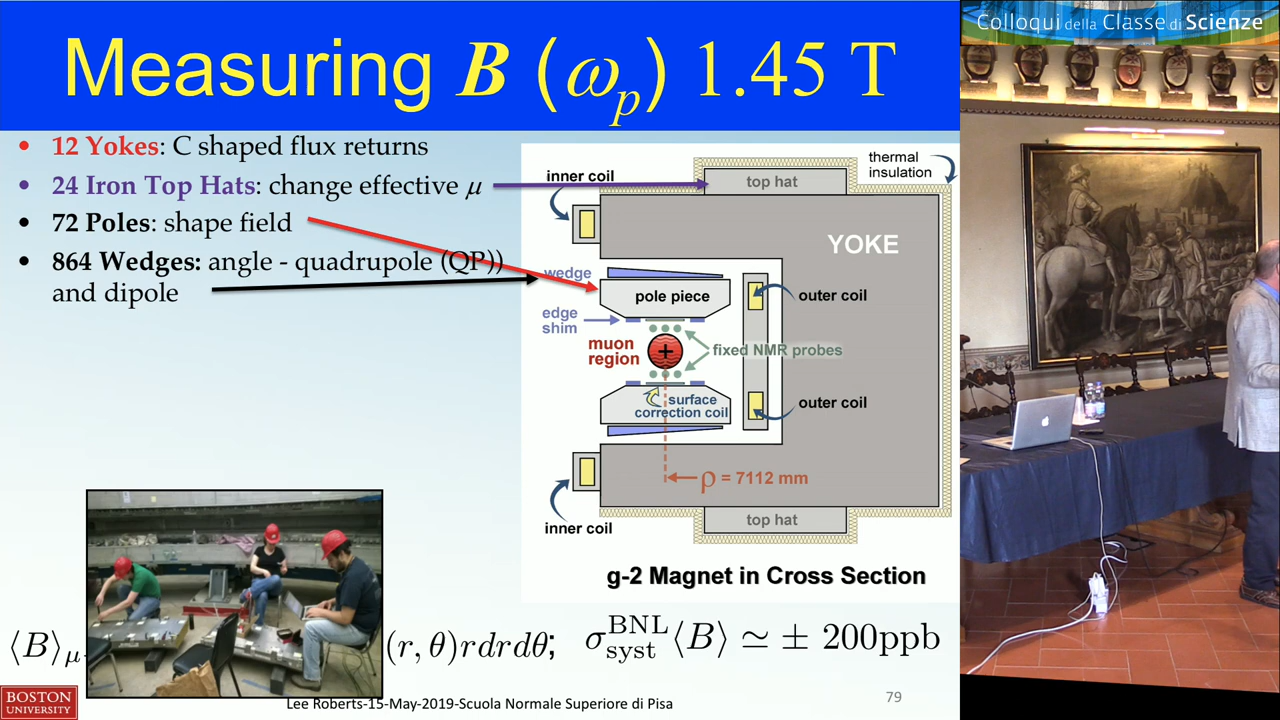 Measuring B (ωp) 1.45 T
Colloqui della Classe di Scienze
• 12 Yokes: C shaped flux returns
• 24 Iron Top Hats: change effective μ
• 72 Poles: shape field
• 864 Wedges: angle - quadrupole (QP))
and dipole
thermal
insulation
inner coil
top hat
YOKE
wedge
pole piece
outer coil
edge
shim
muon
region
fixed NMR probes
surface
correction coil
outer coil
ρ = 7112 mm
inner coil
top hat
g-2 Magnet in Cross Section
⟨B⟩μ
(r, θ)rdrdθ; σ_syst^BNL⟨B⟩ ≃ ± 200ppb
BOSTON
UNIVERSITY
Lee Roberts-15-May-2019-Scuola Normale Superiore di Pisa
79